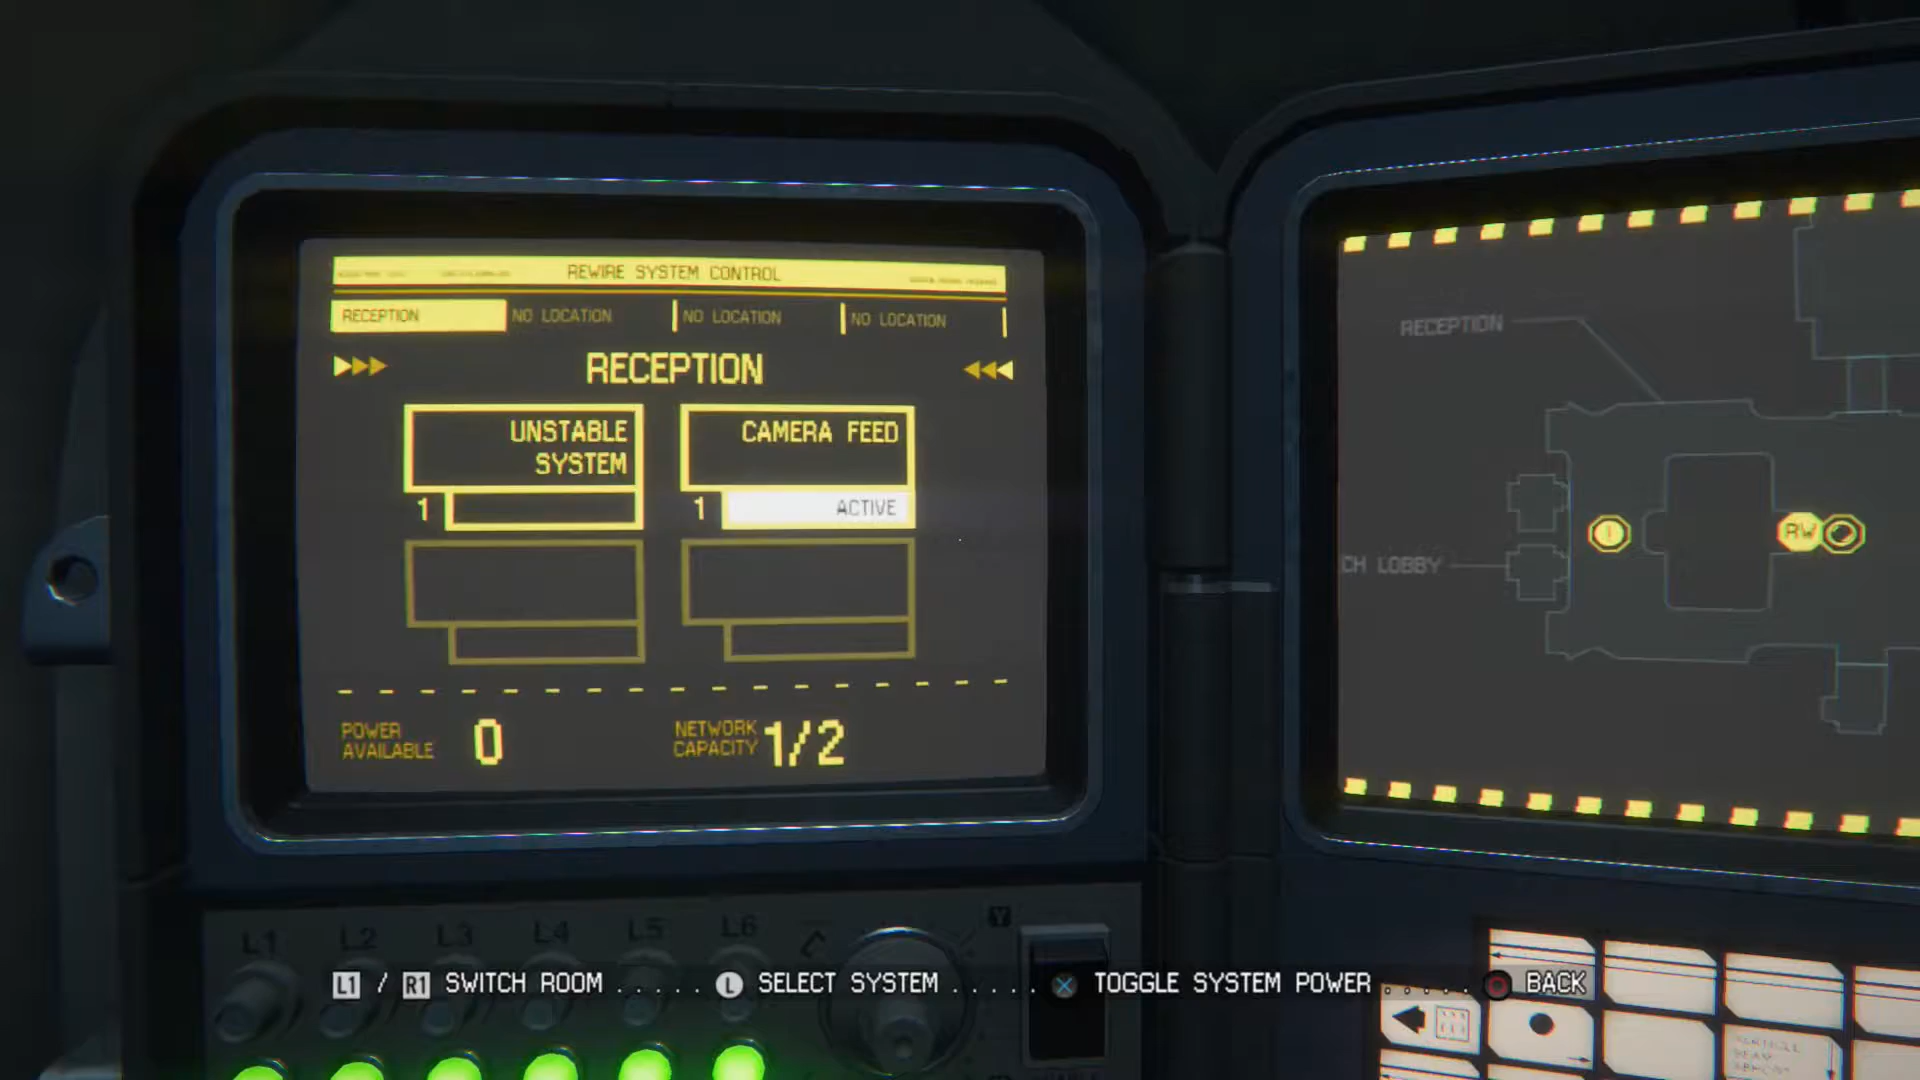 REWIRE SYSTEM CONTROL
RECEPTION
NO LOCATION
NO LOCATION
NO LOCATION
RECEPTION
UNSTABLE
SYSTEM
1
CAMERA FEED
1
ACTIVE
POWER
AVAILABLE
0
NETWORK
CAPACITY
1/2
RECEPTION
CH LOBBY
!
RW
L1
L2
L3
L4
L5
L6
Y
L1 / R1 SWITCH ROOM ..... L SELECT SYSTEM ..... X TOGGLE SYSTEM POWER ..... BACK